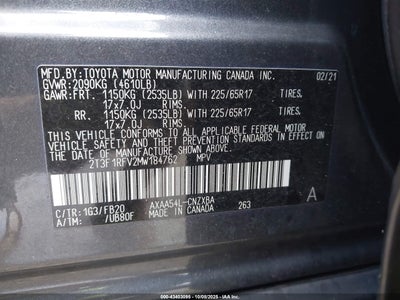 MFD. BY: TOYOTA MOTOR MANUFACTURING CANADA INC. 02/21
GVWR: 2090KG (4610LB)
GAWR: FRT. 1150KG (2535LB) WITH 225/65R17 TIRES,
17x7.0J RIMS
RR. 1150KG (2535LB) WITH 225/65R17 TIRES,
17x7.0J RIMS
THIS VEHICLE CONFORMS TO ALL APPLICABLE
FEDERAL MOTOR VEHICLE SAFETY, BUMPER, AND
THEFT PREVENTION STANDARDS IN EFFECT ON
THE DATE OF MANUFACTURE SHOWN ABOVE.
2T3F1RFV2MW184762 MPV
C/TR: 1G3/FB20 AXAA54L-CNZXBA A
A/TM: /UB80F MADE IN CANADA 263
000-43403095 - 10/09/2025 - IAA